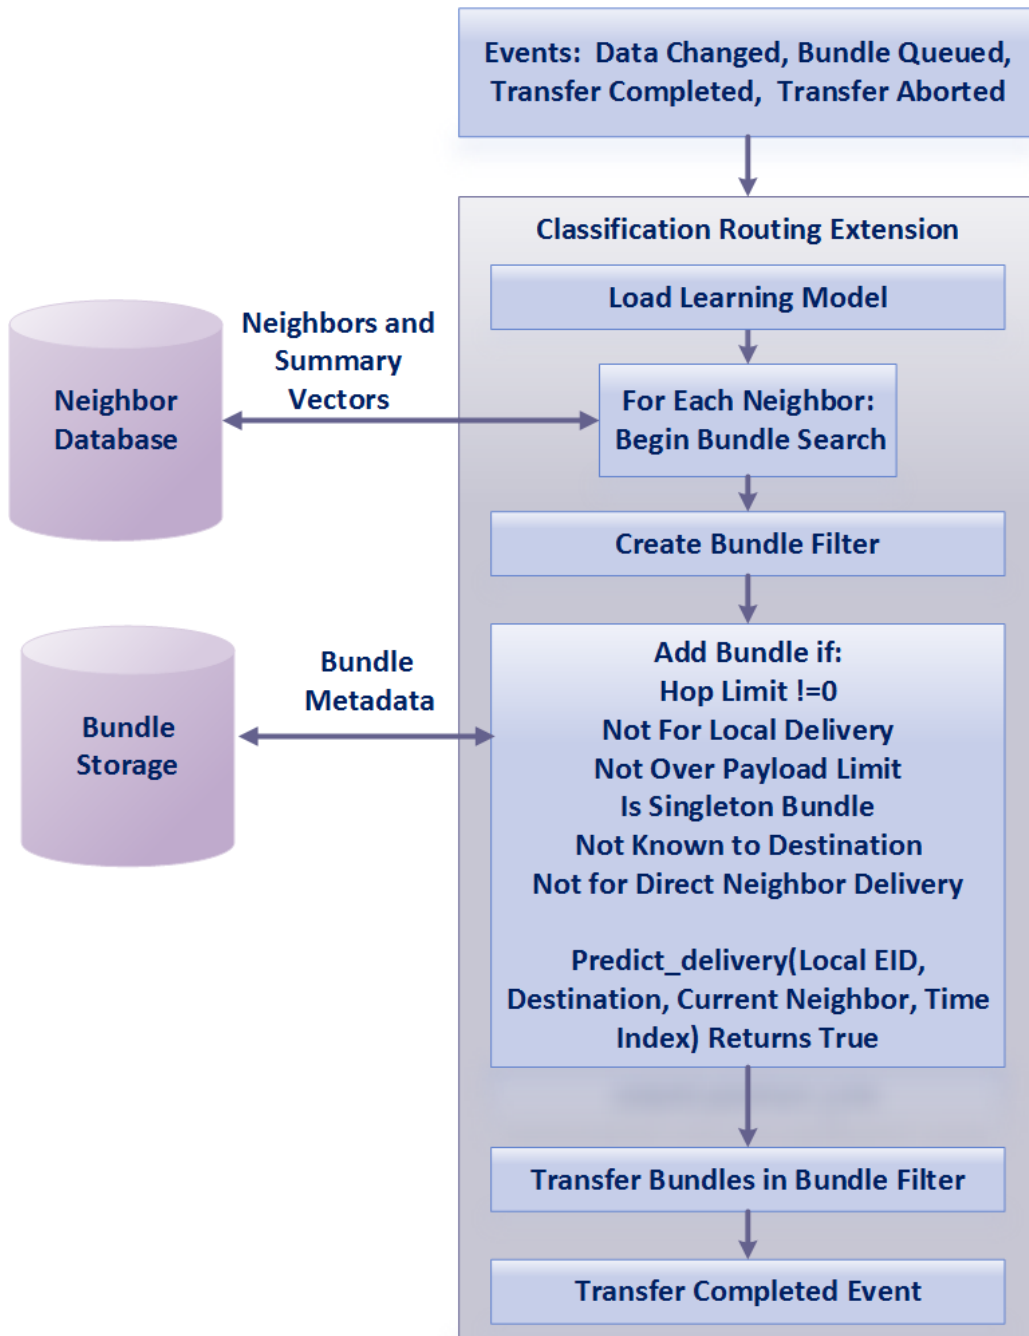 Events:  Data Changed, Bundle Queued,
Transfer Completed,  Transfer Aborted
Classification Routing Extension
Load Learning Model
Neighbors and
Summary
Vectors
Neighbor
Database
For Each Neighbor:
Begin Bundle Search
Create Bundle Filter
Bundle
Metadata
Bundle
Storage
Add Bundle if:
Hop Limit !=0
Not For Local Delivery
Not Over Payload Limit
Is Singleton Bundle
Not Known to Destination
Not for Direct Neighbor Delivery
Predict_delivery(Local EID,
Destination, Current Neighbor, Time
Index) Returns True
Transfer Bundles in Bundle Filter
Transfer Completed Event